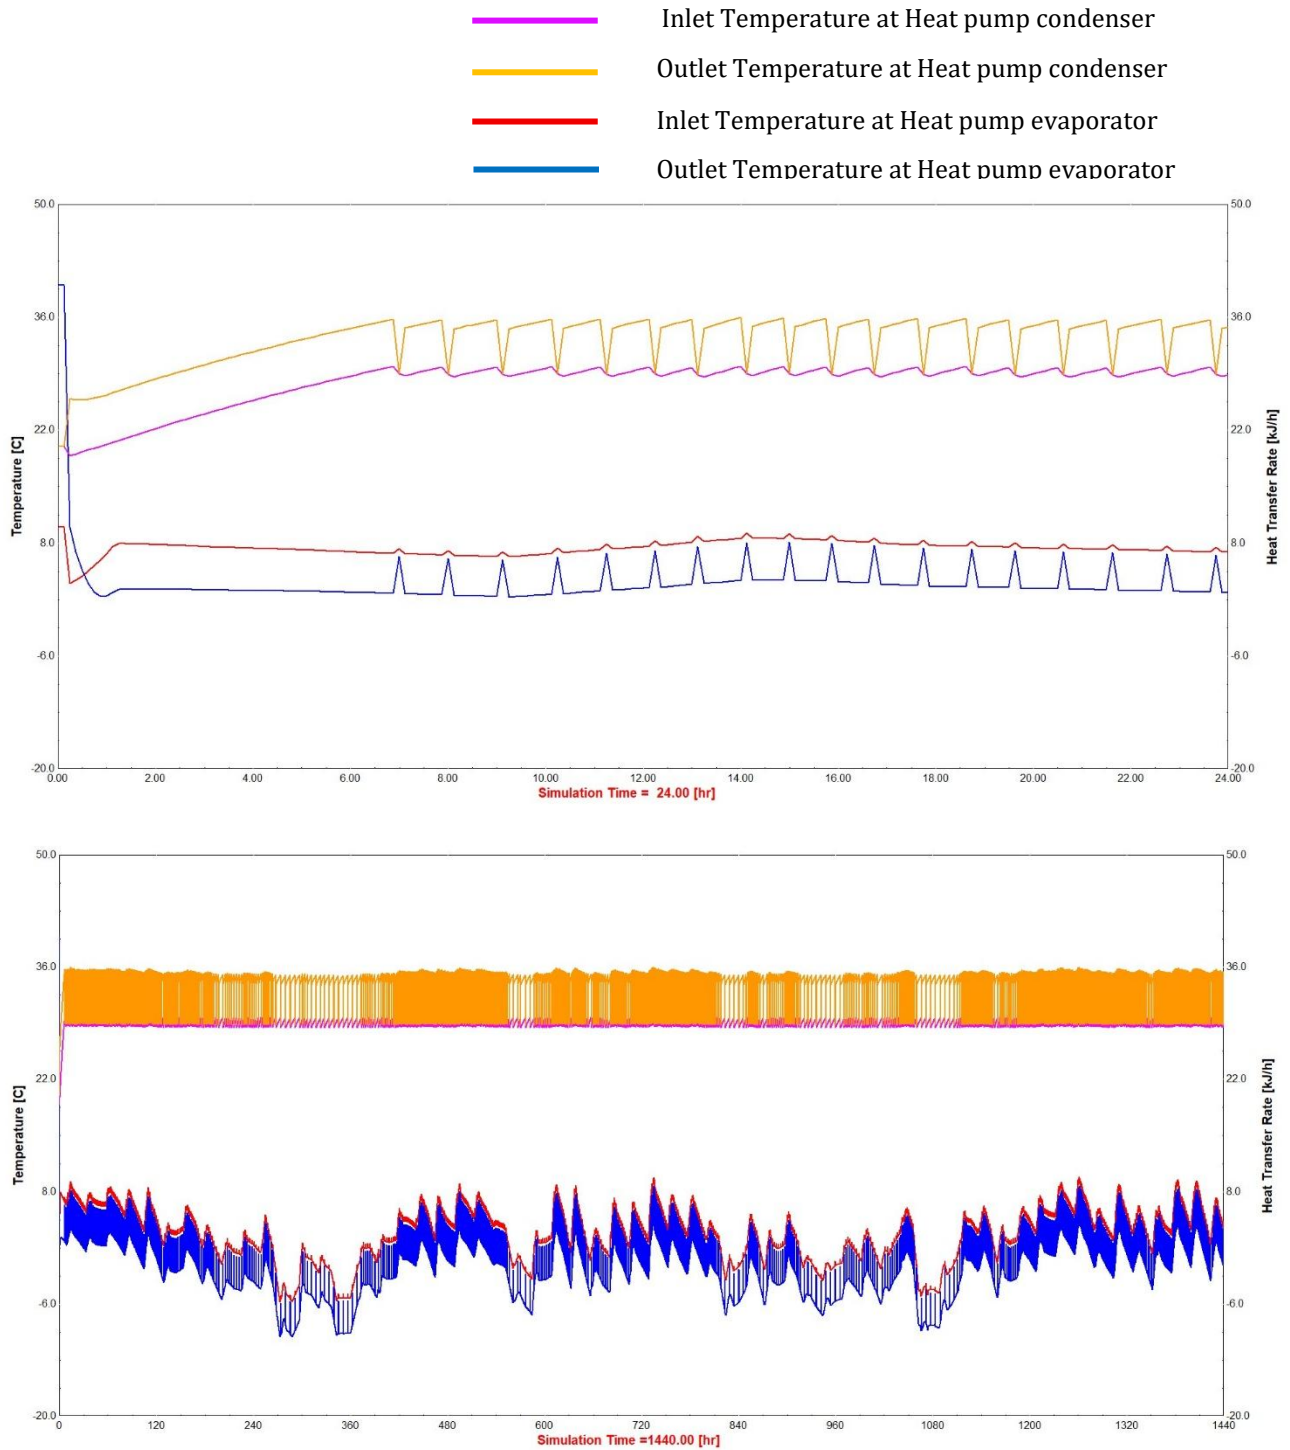 Inlet Temperature at Heat pump condenser
Outlet Temperature at Heat pump condenser
Inlet Temperature at Heat pump evaporator
Outlet Temperature at Heat pump evaporator
50.0
36.0
22.0
8.0
-6.0
-20.0
Temperature [C]
50.0
36.0
22.0
8.0
-6.0
-20.0
Heat Transfer Rate [kJ/h]
0.00 2.00 4.00 6.00 8.00 10.00 12.00 14.00 16.00 18.00 20.00 22.00 24.00
Simulation Time = 24.00 [hr]
50.0
36.0
22.0
8.0
-6.0
-20.0
Temperature [C]
50.0
36.0
22.0
8.0
-6.0
-20.0
Heat Transfer Rate [kJ/h]
0 120 240 360 480 600 720 840 960 1080 1200 1320 1440
Simulation Time =1440.00 [hr]